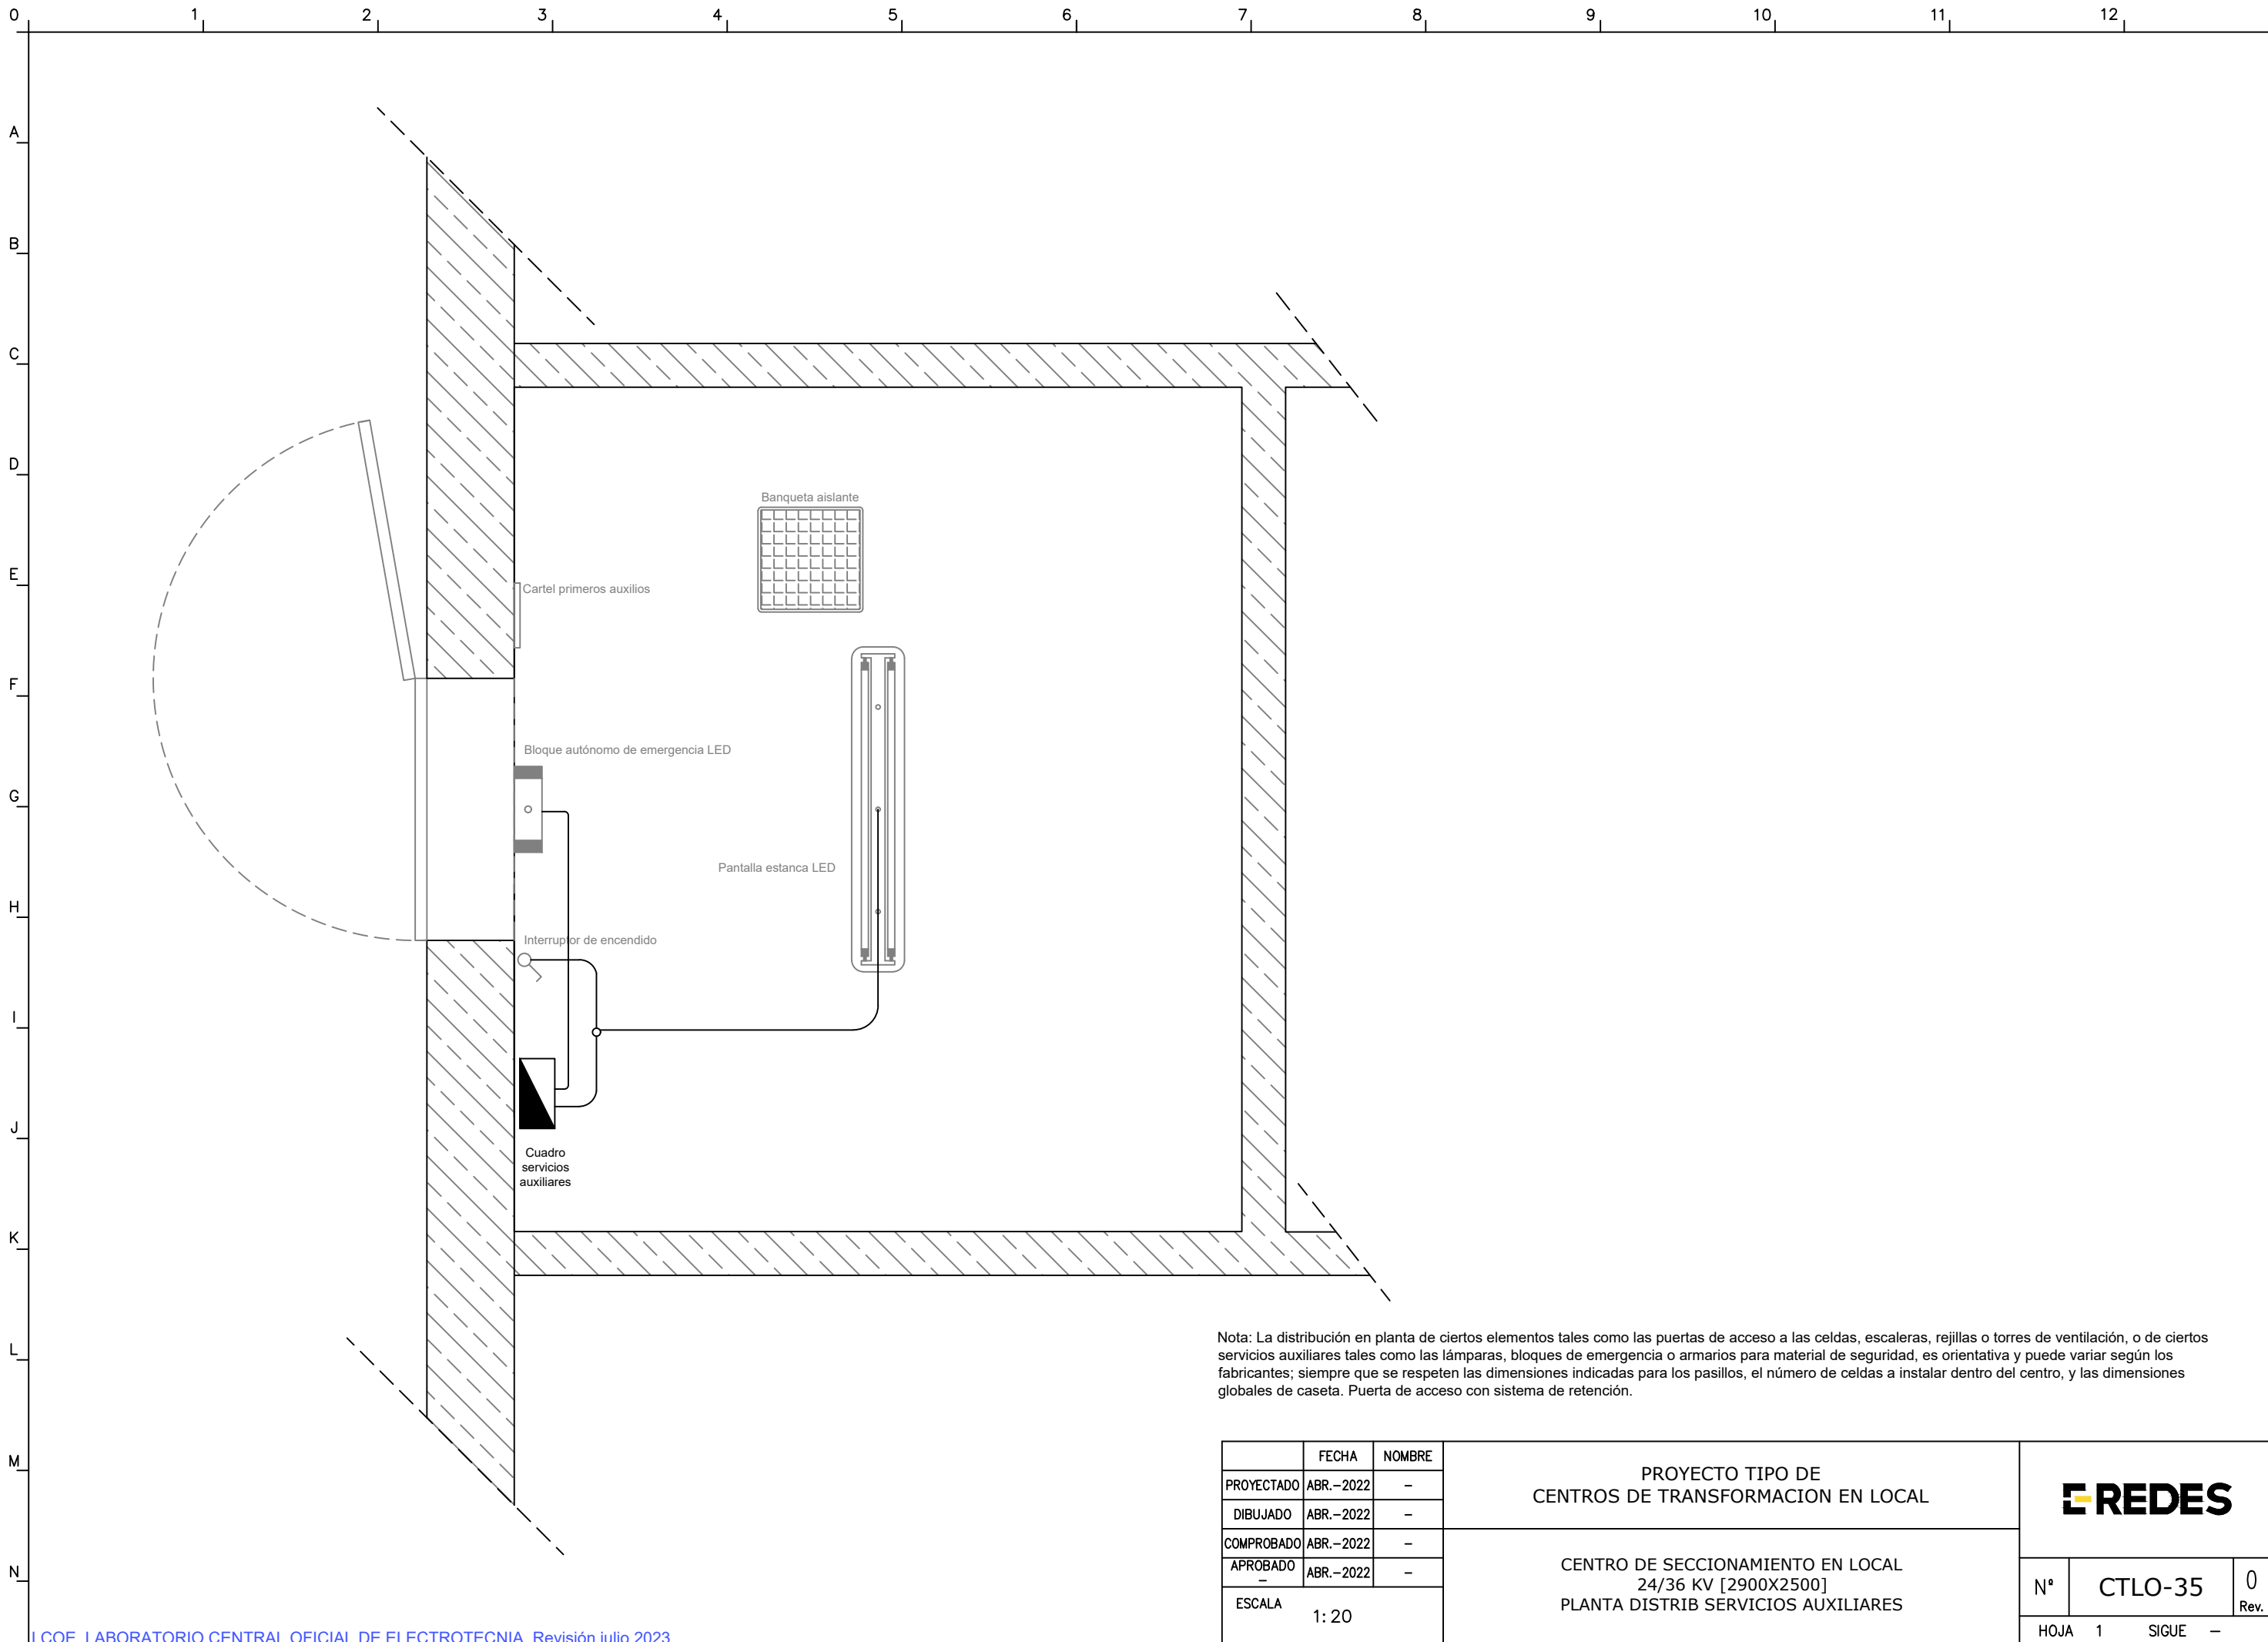 0 1 2 3 4 5 6 7 8 9 10 11 12
A
B
C
D
E
F
G
H
I
J
K
L
M
N
Banqueta aislante
Cartel primeros auxilios
Bloque autónomo de emergencia LED
Pantalla estanca LED
Interruptor de encendido
Cuadro
servicios
auxiliares
Nota: La distribución en planta de ciertos elementos tales como las puertas de acceso a las celdas, escaleras, rejillas o torres de ventilación, o de ciertos
servicios auxiliares tales como las lámparas, bloques de emergencia o armarios para material de seguridad, es orientativa y puede variar según los
fabricantes; siempre que se respeten las dimensiones indicadas para los pasillos, el número de celdas a instalar dentro del centro, y las dimensiones
globales de caseta. Puerta de acceso con sistema de retención.
FECHA NOMBRE
PROYECTADO ABR.-2022 -
DIBUJADO ABR.-2022 -
COMPROBADO ABR.-2022 -
APROBADO - ABR.-2022 -
ESCALA 1:20
PROYECTO TIPO DE
CENTROS DE TRANSFORMACION EN LOCAL
CENTRO DE SECCIONAMIENTO EN LOCAL
24/36 KV [2900X2500]
PLANTA DISTRIB SERVICIOS AUXILIARES
E-REDES
Nº CTLO-35 0 Rev.
HOJA 1 SIGUE -
LCOE. LABORATORIO CENTRAL OFICIAL DE ELECTROTECNIA. Revisión julio 2023